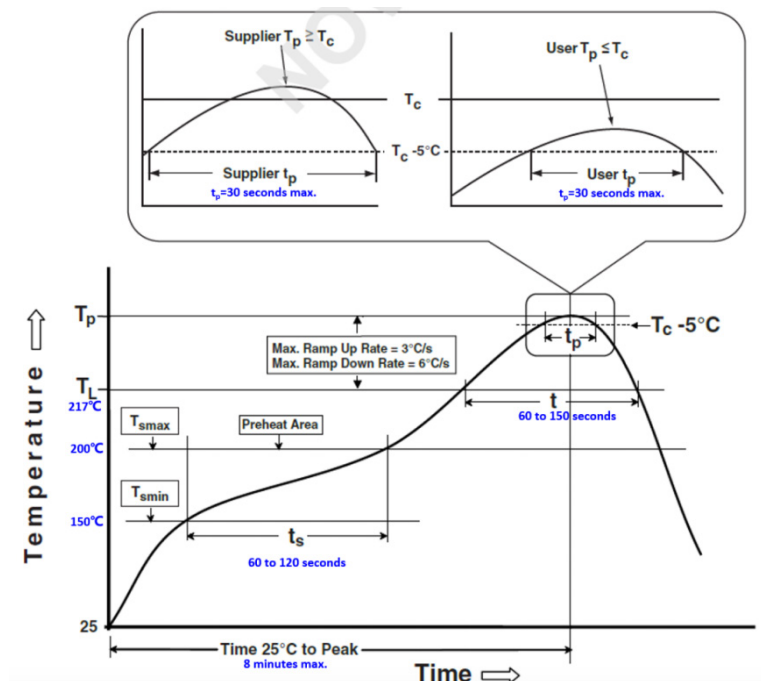 Supplier Tp ≥ Tc
User Tp ≤ Tc
Tc
Tc -5°C
Supplier tp
tp=30 seconds max.
User tp
tp=30 seconds max.
Tp
Tc -5°C
tp
Max. Ramp Up Rate = 3°C/s
Max. Ramp Down Rate = 6°C/s
TL
217℃
t
60 to 150 seconds
Tsmax
Preheat Area
200℃
Tsmin
150℃
ts
60 to 120 seconds
Temperature
25
Time 25°C to Peak
8 minutes max.
Time